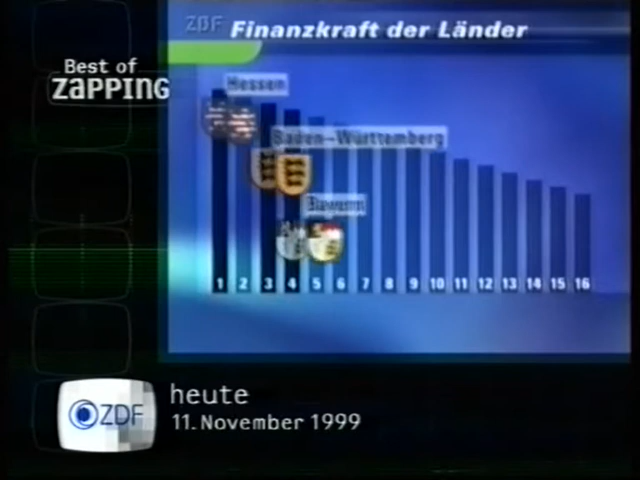 ZDF Finanzkraft der Länder
Best of
ZAPPING
Hessen
Baden-Württemberg
Bayern
1 2 3 4 5 6 7 8 9 10 11 12 13 14 15 16
ZDF
heute
11. November 1999